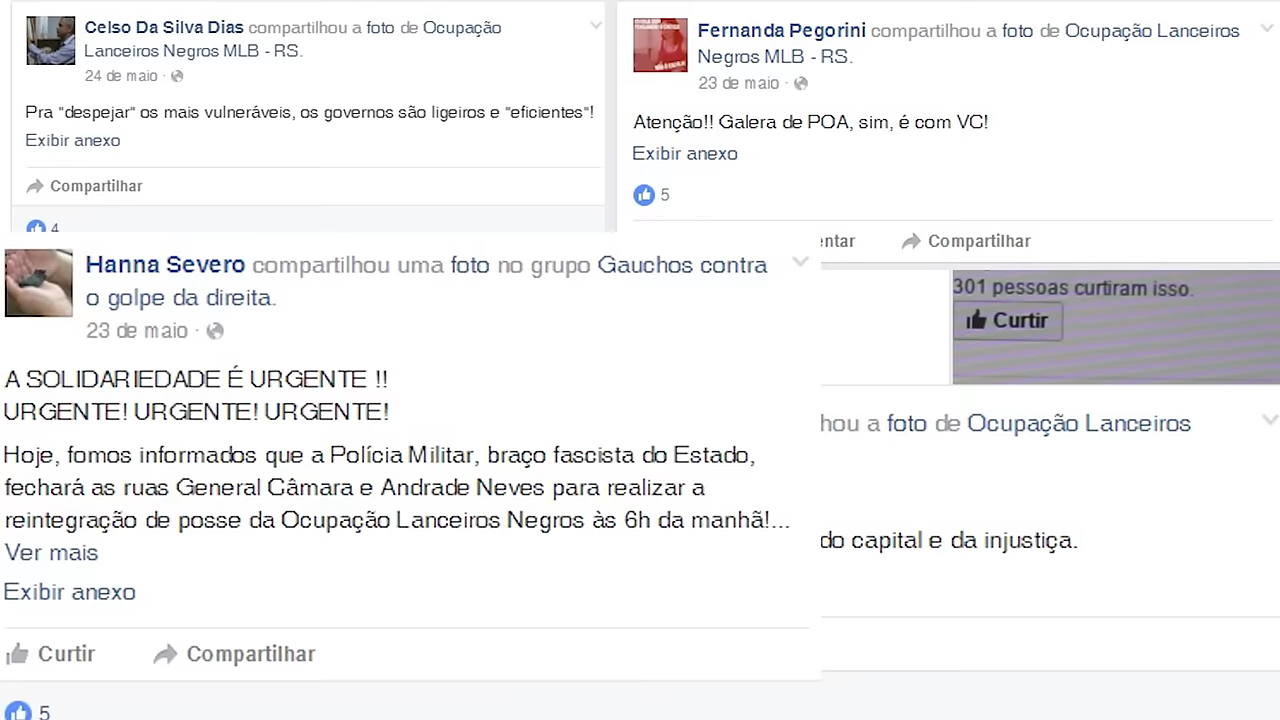 Celso Da Silva Dias compartilhou a foto de Ocupação
Lanceiros Negros MLB - RS.
24 de maio ·
Pra "despejar" os mais vulneráveis, os governos são ligeiros e "eficientes"!
Exibir anexo
Compartilhar
4
Fernanda Pegorini compartilhou a foto de Ocupação Lanceiros
Negros MLB - RS.
23 de maio ·
Atenção!! Galera de POA, sim, é com VC!
Exibir anexo
5
entar Compartilhar
Hanna Severo compartilhou uma foto no grupo Gauchos contra
o golpe da direita.
23 de maio ·
A SOLIDARIEDADE É URGENTE !!
URGENTE! URGENTE! URGENTE!
Hoje, fomos informados que a Polícia Militar, braço fascista do Estado,
fechará as ruas General Câmara e Andrade Neves para realizar a
reintegração de posse da Ocupação Lanceiros Negros às 6h da manhã!...
Ver mais
Exibir anexo
Curtir Compartilhar
5
301 pessoas curtiram isso.
Curtir
hou a foto de Ocupação Lanceiros
do capital e da injustiça.